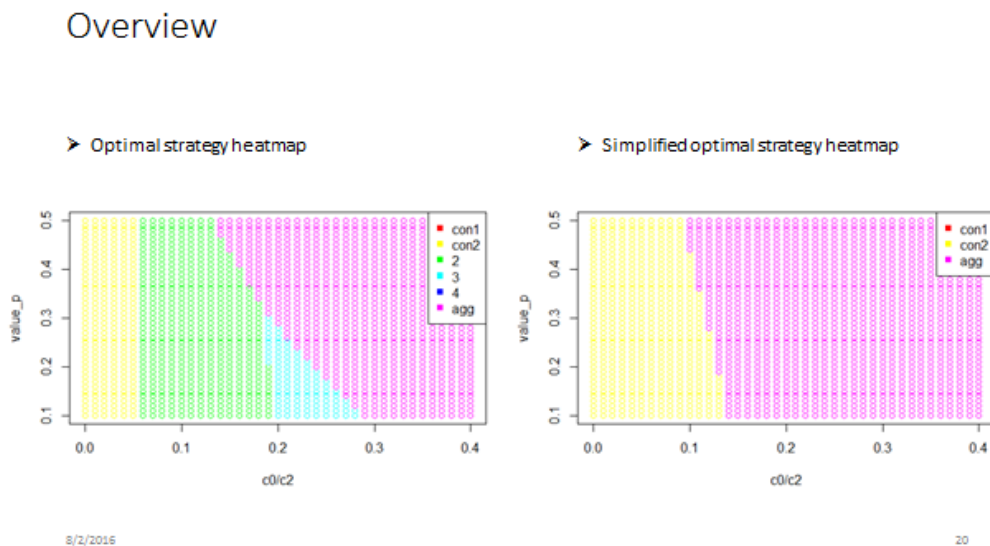 Overview
➢ Optimal strategy heatmap
➢ Simplified optimal strategy heatmap
0.5
0.4
0.3
0.2
0.1
value_p
con1
con2
2
3
4
agg
0.0 0.1 0.2 0.3 0.4
c0/c2
0.5
0.4
0.3
0.2
0.1
value_p
con1
con2
agg
0.0 0.1 0.2 0.3 0.4
c0/c2
8/2/2016
20